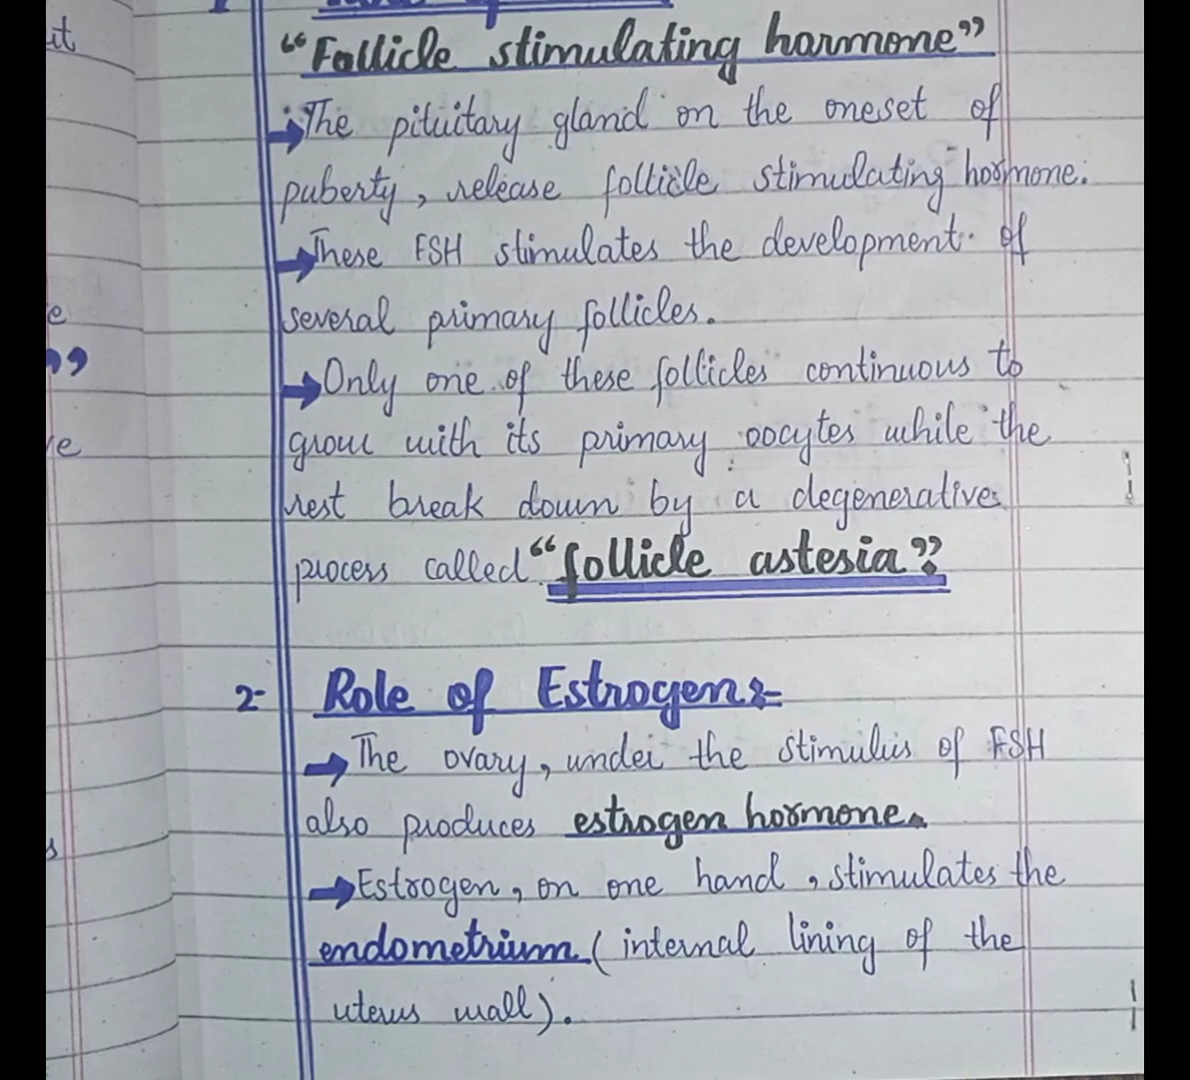 it
"Follicle stimulating hormone"
→The pituitary gland on the oneset of
puberty, release follicle stimulating hormone.
→These FSH stimulates the development of
several primary follicles.
e
→Only one of these follicles continuous to
”
grow with its primary oocytes while the
e
rest break down by a degenerative
process called "follicle astesia"
2- Role of Estrogen:-
→The ovary, under the stimulus of FSH
also produces estrogen hormone.
s
→Estrogen, on one hand, stimulates the
endometrium (internal lining of the
uterus wall).